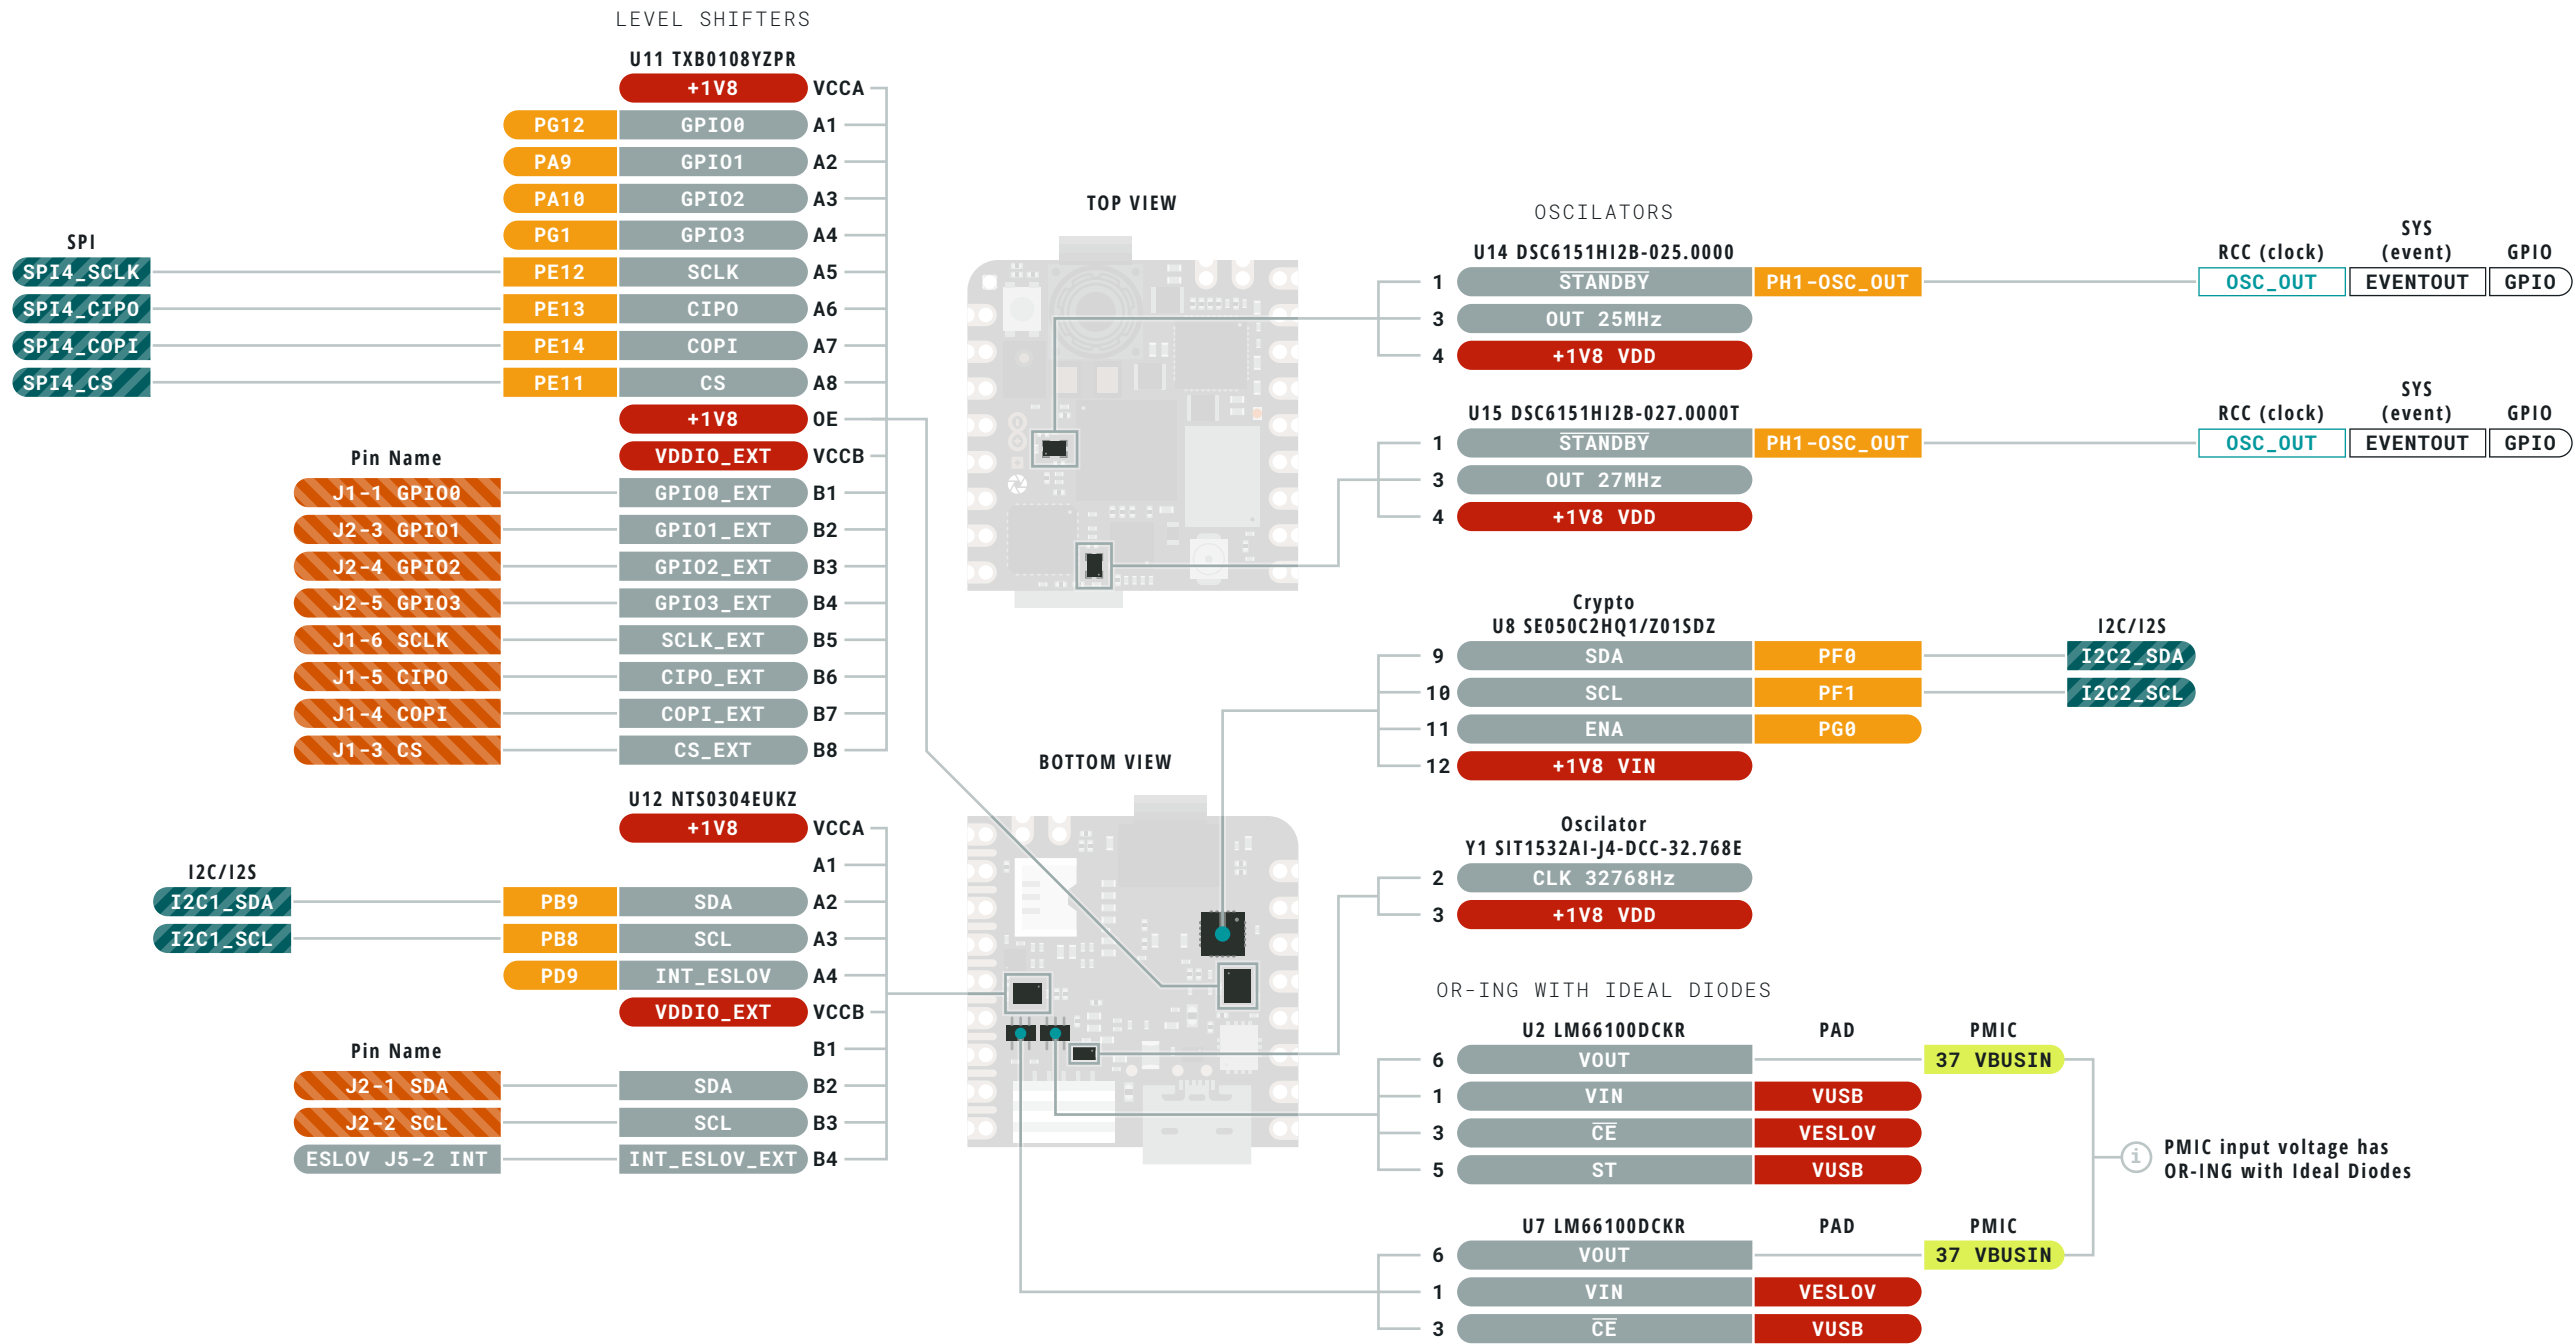 LEVEL SHIFTERS
U11 TXB0108YZPR
+1V8 VCCA
PG12 GPIO0 A1
PA9 GPIO1 A2
PA10 GPIO2 A3
PG1 GPIO3 A4
SPI
SPI4_SCLK PE12 SCLK A5
SPI4_CIPO PE13 CIPO A6
SPI4_COPI PE14 COPI A7
SPI4_CS PE11 CS A8
+1V8 OE
VDDIO_EXT VCCB
Pin Name
J1-1 GPIO0 GPIO0_EXT B1
J2-3 GPIO1 GPIO1_EXT B2
J2-4 GPIO2 GPIO2_EXT B3
J2-5 GPIO3 GPIO3_EXT B4
J1-6 SCLK SCLK_EXT B5
J1-5 CIPO CIPO_EXT B6
J1-4 COPI COPI_EXT B7
J1-3 CS CS_EXT B8
U12 NTS0304EUKZ
+1V8 VCCA
A1
I2C/I2S
I2C1_SDA PB9 SDA A2
I2C1_SCL PB8 SCL A3
PD9 INT_ESLOV A4
VDDIO_EXT VCCB
B1
Pin Name
J2-1 SDA SDA B2
J2-2 SCL SCL B3
ESLOV J5-2 INT INT_ESLOV_EXT B4
TOP VIEW
BOTTOM VIEW
OSCILATORS
U14 DSC6151HI2B-025.0000
RCC (clock) SYS (event) GPIO
1 STANDBY PH1-OSC_OUT OSC_OUT EVENTOUT GPIO
3 OUT 25MHz
4 +1V8 VDD
U15 DSC6151HI2B-027.0000T
RCC (clock) SYS (event) GPIO
1 STANDBY PH1-OSC_OUT OSC_OUT EVENTOUT GPIO
3 OUT 27MHz
4 +1V8 VDD
Crypto
U8 SE050C2HQ1/Z01SDZ I2C/I2S
9 SDA PF0 I2C2_SDA
10 SCL PF1 I2C2_SCL
11 ENA PG0
12 +1V8 VIN
Oscilator
Y1 SIT1532AI-J4-DCC-32.768E
2 CLK 32768Hz
3 +1V8 VDD
OR-ING WITH IDEAL DIODES
U2 LM66100DCKR PAD PMIC
6 VOUT 37 VBUSIN
1 VIN VUSB
3 CE VESLOV
5 ST VUSB
i PMIC input voltage has
OR-ING with Ideal Diodes
U7 LM66100DCKR PAD PMIC
6 VOUT 37 VBUSIN
1 VIN VESLOV
3 CE VUSB